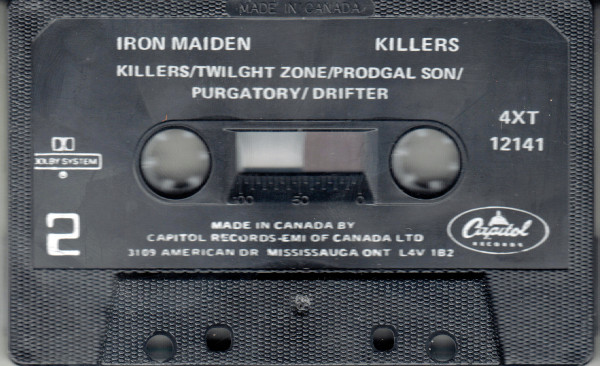 MADE IN CANADA
IRON MAIDEN KILLERS
KILLERS/TWILGHT ZONE/PRODGAL SON/
PURGATORY/ DRIFTER
4XT
12141
DOLBY SYSTEM
100 50 0
2
MADE IN CANADA BY
CAPITOL RECORDS-EMI OF CANADA LTD
3109 AMERICAN DR MISSISSAUGA ONT L4V 1B2
Capitol
RECORDS